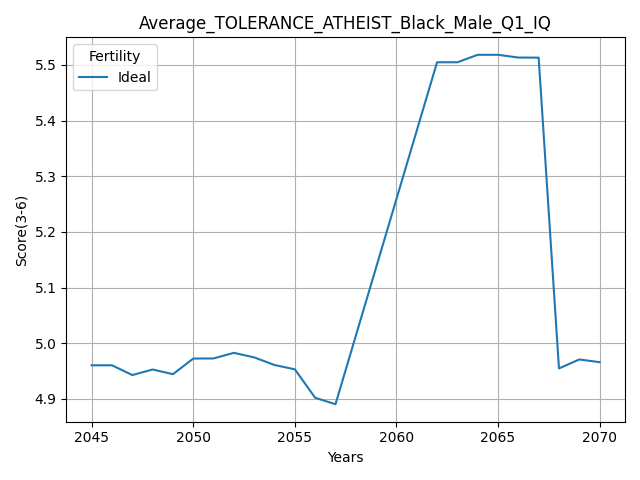 Average_TOLERANCE_ATHEIST_Black_Male_Q1_IQ
Fertility
Ideal
Score(3-6)
5.5
5.4
5.3
5.2
5.1
5.0
4.9
2045 2050 2055 2060 2065 2070
Years